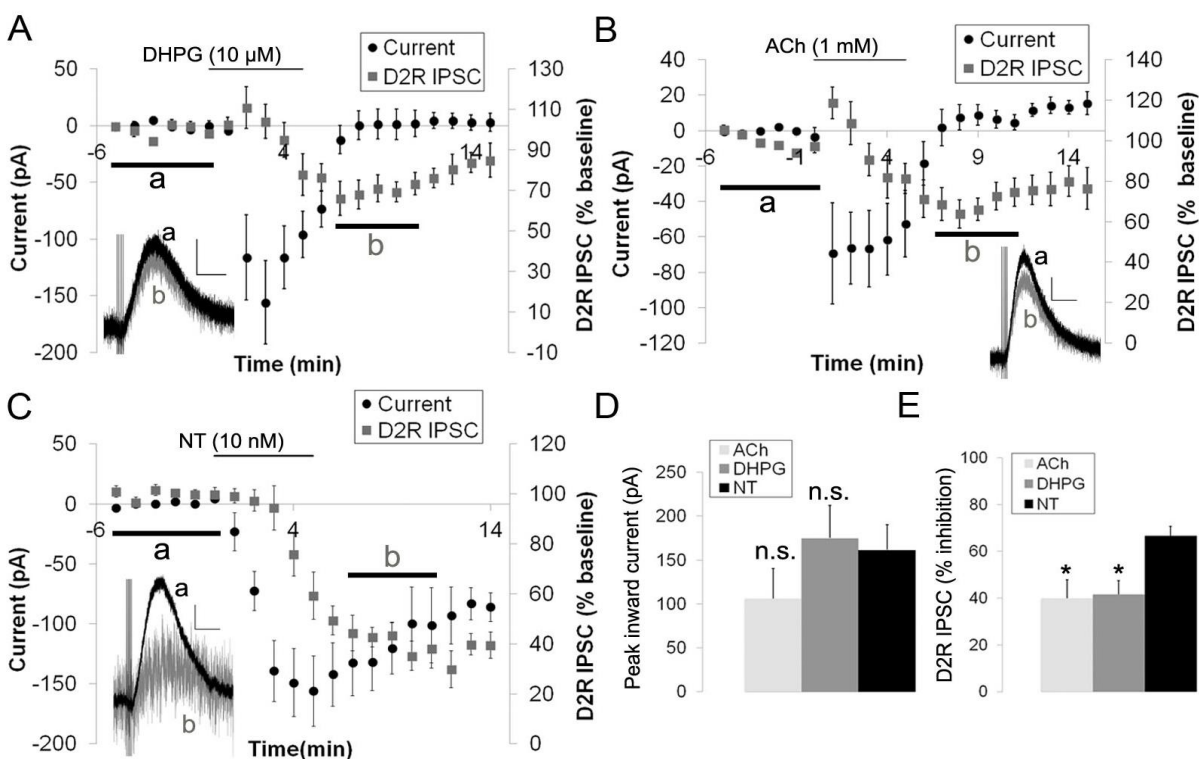 A
DHPG (10 µM)
Current
D2R IPSC
50
0
-50
-100
-150
-200
Current (pA)
-6
4
14
Time (min)
130
110
90
70
50
30
10
-10
D2R IPSC (% baseline)
a
b
a
b
B
ACh (1 mM)
Current
D2R IPSC
40
20
0
-20
-40
-60
-80
-100
-120
Current (pA)
-6
-1
4
9
14
Time (min)
140
120
100
80
60
40
20
0
D2R IPSC (% baseline)
a
b
a
b
C
NT (10 nM)
Current
D2R IPSC
50
0
-50
-100
-150
-200
Current (pA)
-6
4
14
Time(min)
120
100
80
60
40
20
0
D2R IPSC (% baseline)
a
b
a
b
D
ACh
DHPG
NT
250
200
150
100
50
0
Peak inward current (pA)
n.s.
n.s.
E
ACh
DHPG
NT
100
80
60
40
20
0
D2R IPSC (% inhibition)
*
*